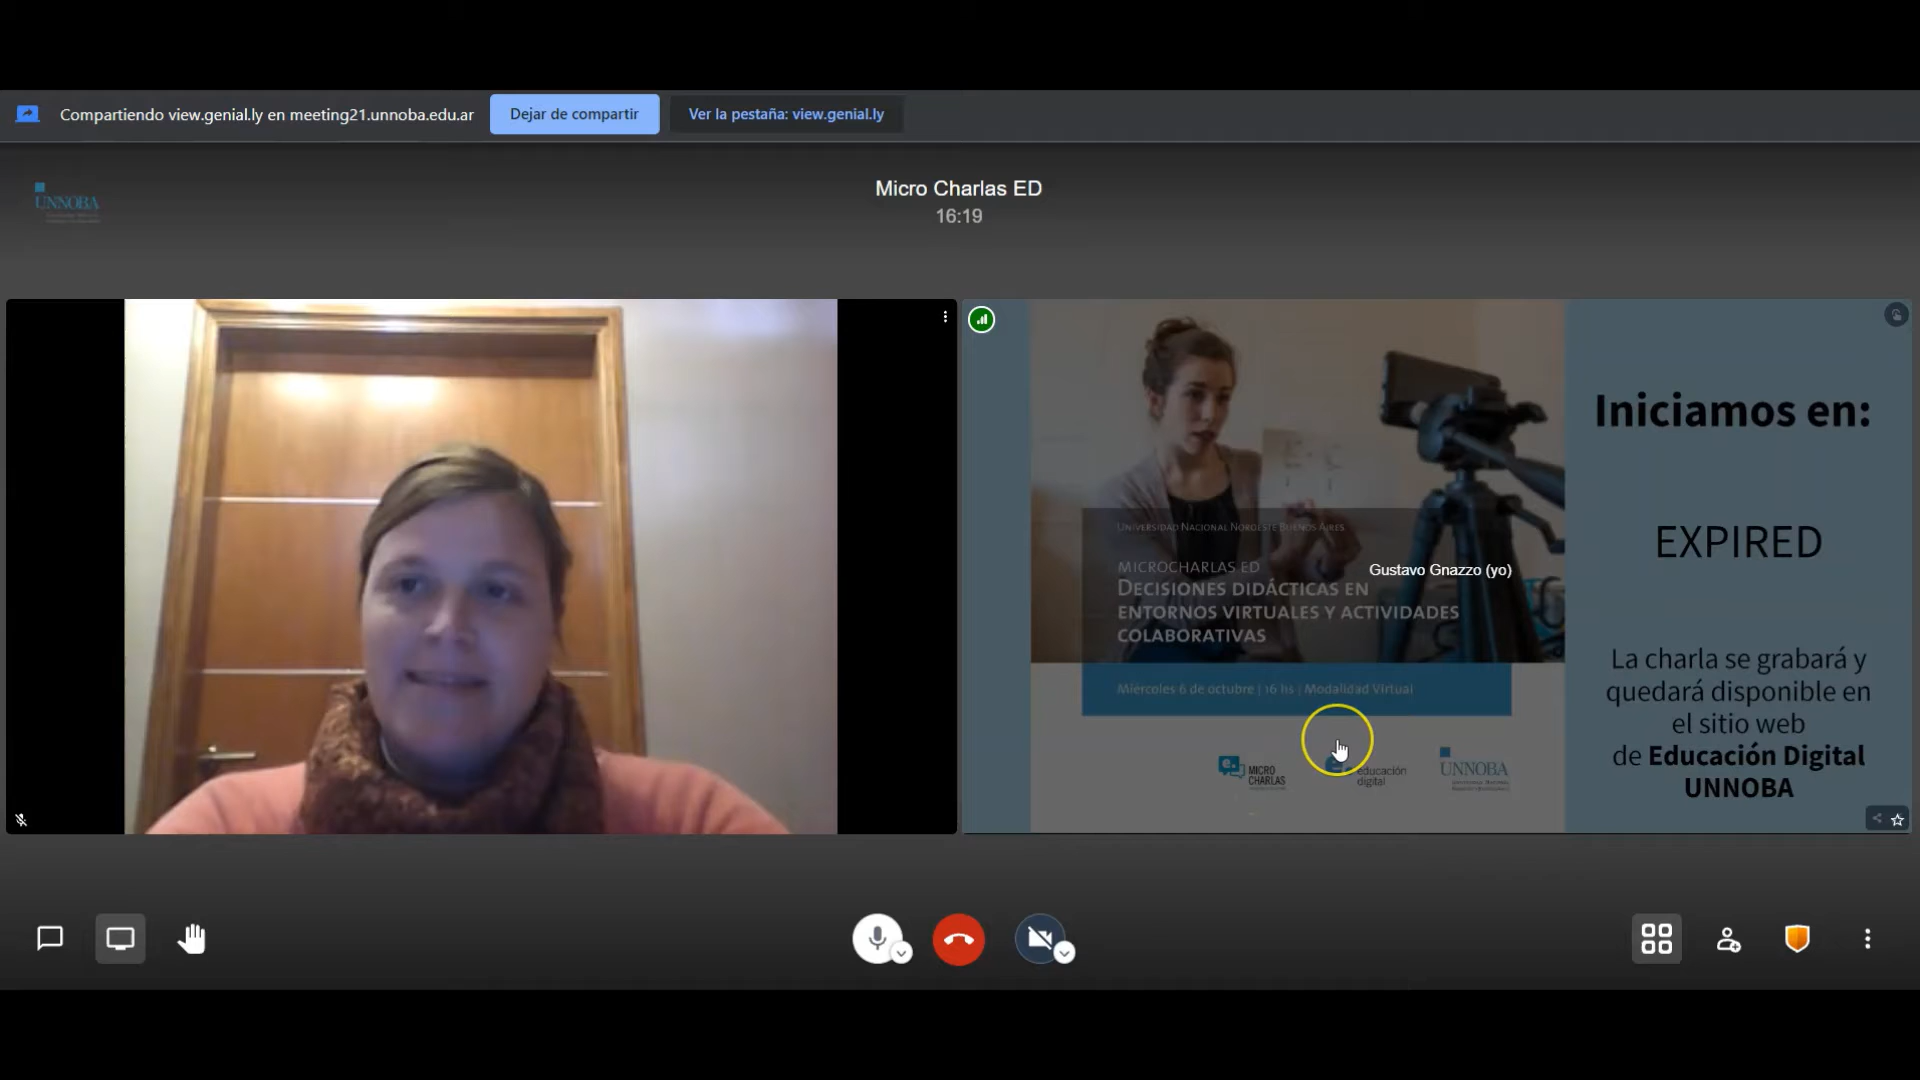 Compartiendo view.genial.ly en meeting21.unnoba.edu.ar
Dejar de compartir
Ver la pestaña: view.genial.ly
UNNOBA
Micro Charlas ED
16:19
Universidad Nacional Noroeste Buenos Aires
MICROCHARLAS ED
DECISIONES DIDÁCTICAS EN
ENTORNOS VIRTUALES Y ACTIVIDADES
COLABORATIVAS
Miércoles 6 de octubre | 16 hs | Modalidad Virtual
MICRO
CHARLAS
educación
digital
UNNOBA
Gustavo Gnazzo (yo)
Iniciamos en:
EXPIRED
La charla se grabará y
quedará disponible en
el sitio web
de Educación Digital
UNNOBA